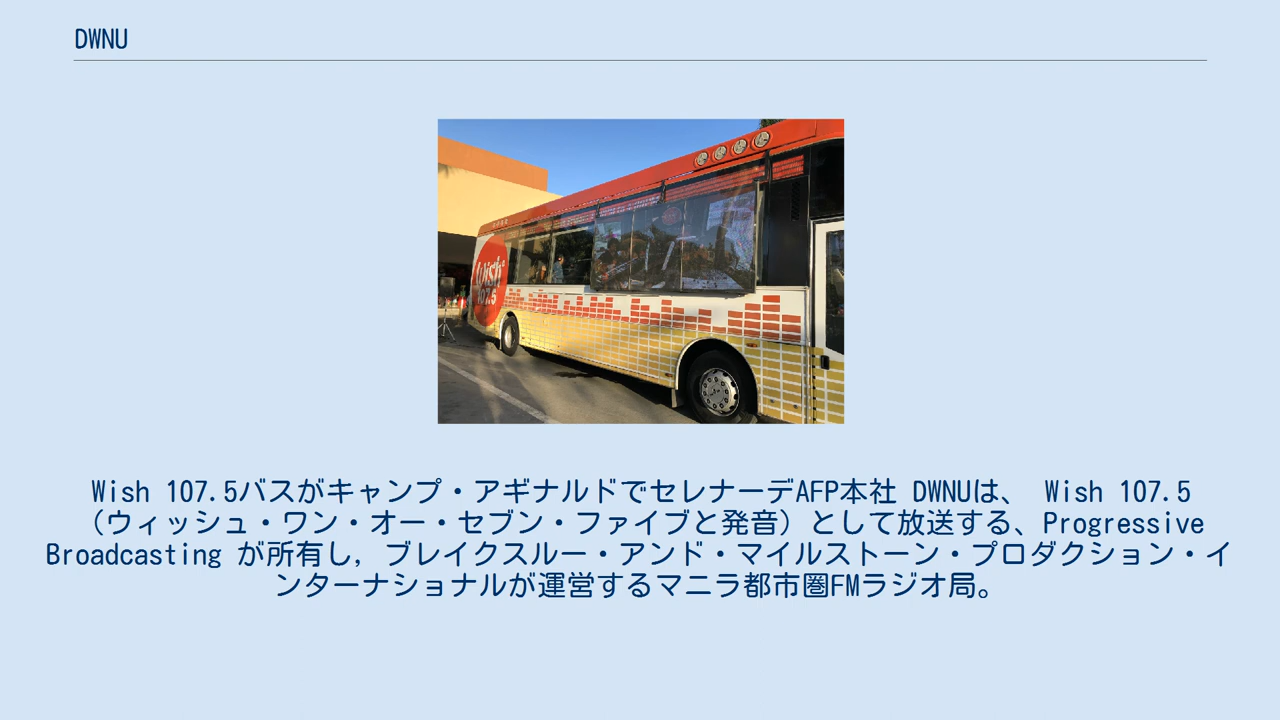 DWNU
wish
107.5
Wish 107.5バスがキャンプ・アギナルドでセレナーデAFP本社 DWNUは、 Wish 107.5
（ウィッシュ・ワン・オー・セブン・ファイブと発音）として放送する、Progressive
Broadcasting が所有し，ブレイクスルー・アンド・マイルストーン・プロダクション・イ
ンターナショナルが運営するマニラ都市圏FMラジオ局。